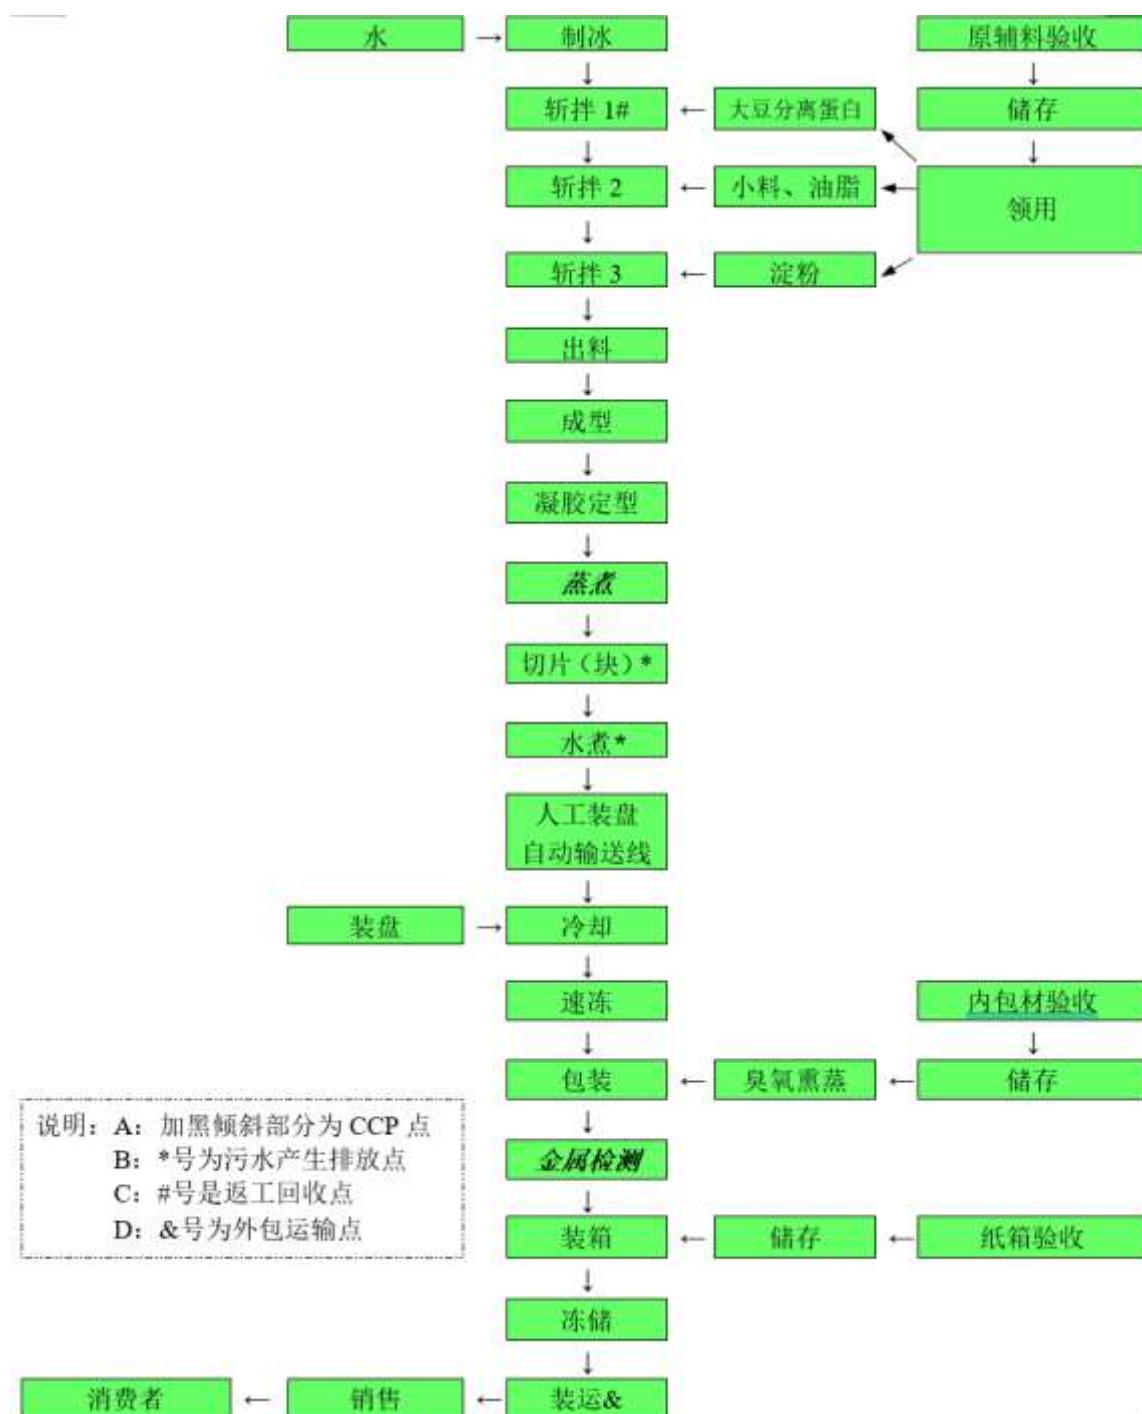 水
制冰
原辅料验收
斩拌 1#
大豆分离蛋白
储存
斩拌 2
小料、油脂
领用
斩拌 3
淀粉
出料
成型
凝胶定型
蒸煮
切片（块）*
水煮*
人工装盘
自动输送线
装盘
冷却
速冻
内包材验收
包装
臭氧熏蒸
储存
说明：A：加黑倾斜部分为 CCP 点
B：*号为污水产生排放点
C：#号是返工回收点
D：&号为外包运输点
金属检测
装箱
储存
纸箱验收
冻储
消费者
销售
装运&